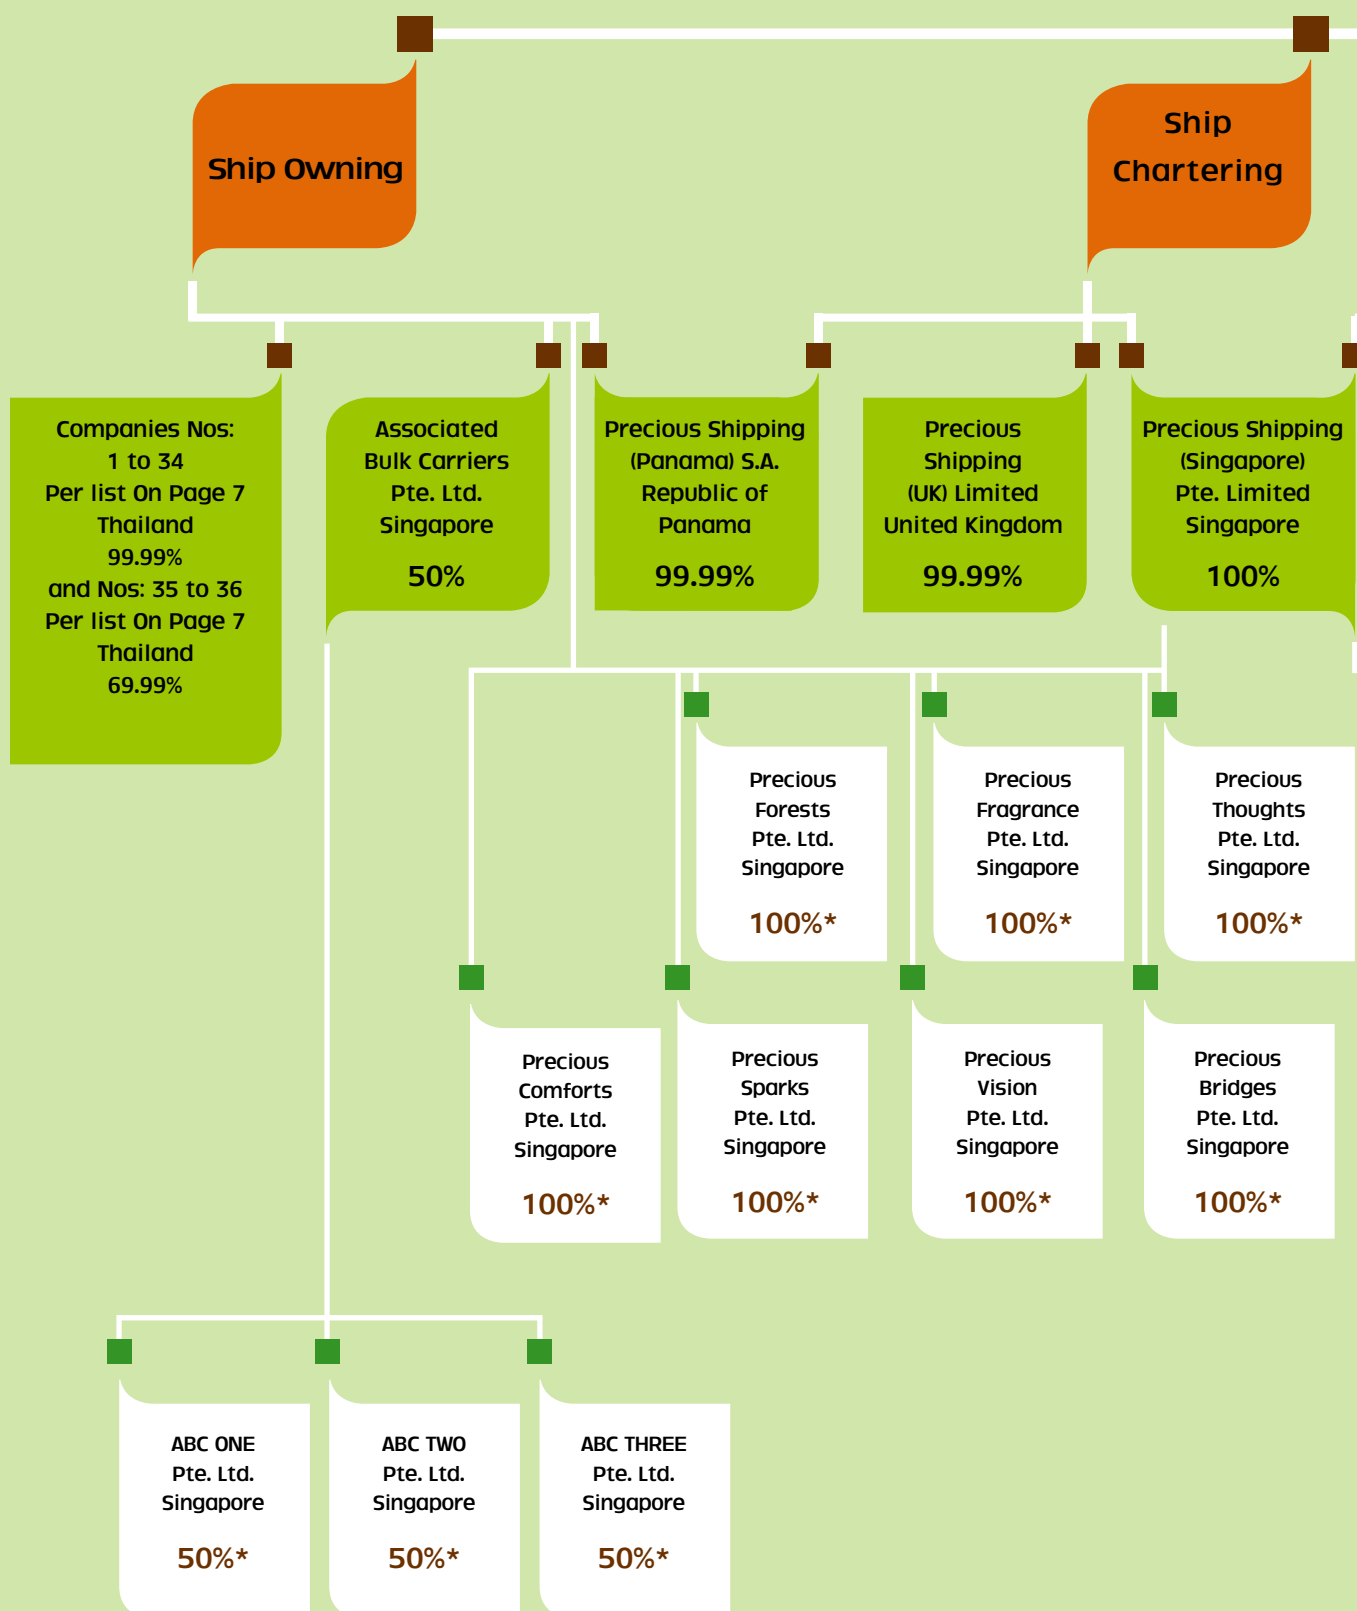 Ship Owning
Ship
Chartering
Companies Nos:
1 to 34
Per list On Page 7
Thailand
99.99%
and Nos: 35 to 36
Per list On Page 7
Thailand
69.99%
Associated
Bulk Carriers
Pte. Ltd.
Singapore
50%
Precious Shipping
(Panama) S.A.
Republic of
Panama
99.99%
Precious
Shipping
(UK) Limited
United Kingdom
99.99%
Precious Shipping
(Singapore)
Pte. Limited
Singapore
100%
Precious
Forests
Pte. Ltd.
Singapore
100%*
Precious
Fragrance
Pte. Ltd.
Singapore
100%*
Precious
Thoughts
Pte. Ltd.
Singapore
100%*
Precious
Comforts
Pte. Ltd.
Singapore
100%*
Precious
Sparks
Pte. Ltd.
Singapore
100%*
Precious
Vision
Pte. Ltd.
Singapore
100%*
Precious
Bridges
Pte. Ltd.
Singapore
100%*
ABC ONE
Pte. Ltd.
Singapore
50%*
ABC TWO
Pte. Ltd.
Singapore
50%*
ABC THREE
Pte. Ltd.
Singapore
50%*